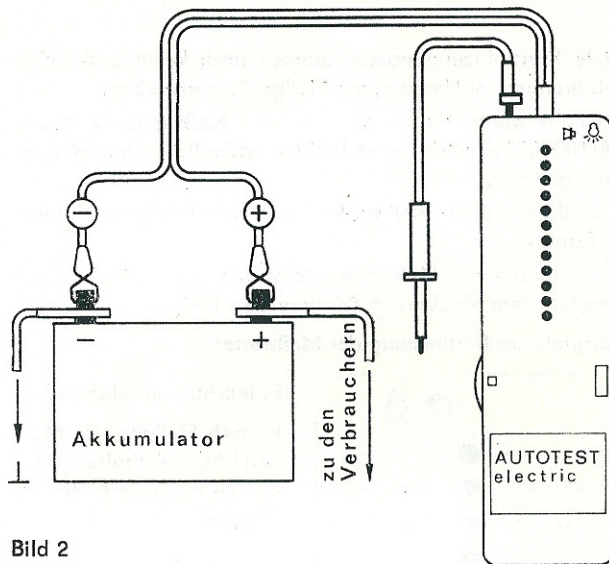 −
+
−
+
Akkumulator
zu den
Verbrauchern
AUTOTEST
electric
Bild 2